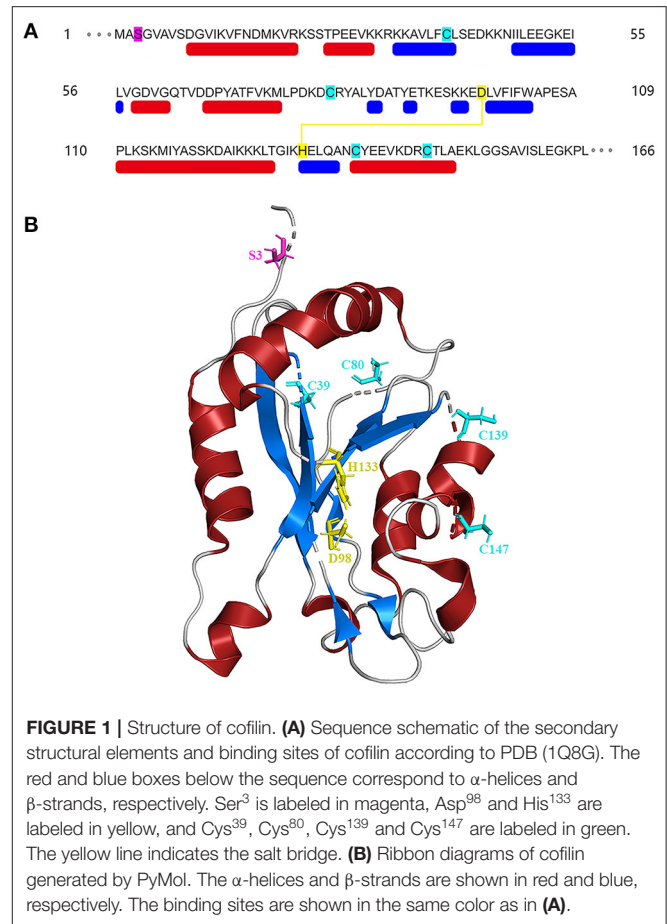 A
1 ••• MASGVAVSDGVIKVFNDMKVRKSSTPEEVKKRKKAVLFCLSEDKKNIILEEGKEI 55
56 LVGDVGQTVDDPYATFVKMLPDKDCRYALYDATYETKESKKEDLVFIFWAPESA 109
110 PLKSKMIYASSKDAIKKKLTGIKHELQANCYEEVKDRCTLAEKLGGSAVISLEGKPL ••• 166
B
S3
C80
C39
C139
H133
C147
D98
FIGURE 1 | Structure of cofilin. (A) Sequence schematic of the secondary
structural elements and binding sites of cofilin according to PDB (1Q8G). The
red and blue boxes below the sequence correspond to α-helices and
β-strands, respectively. Ser³ is labeled in magenta, Asp⁹⁸ and His¹³³ are
labeled in yellow, and Cys³⁹, Cys⁸⁰, Cys¹³⁹ and Cys¹⁴⁷ are labeled in green.
The yellow line indicates the salt bridge. (B) Ribbon diagrams of cofilin
generated by PyMol. The α-helices and β-strands are shown in red and blue,
respectively. The binding sites are shown in the same color as in (A).